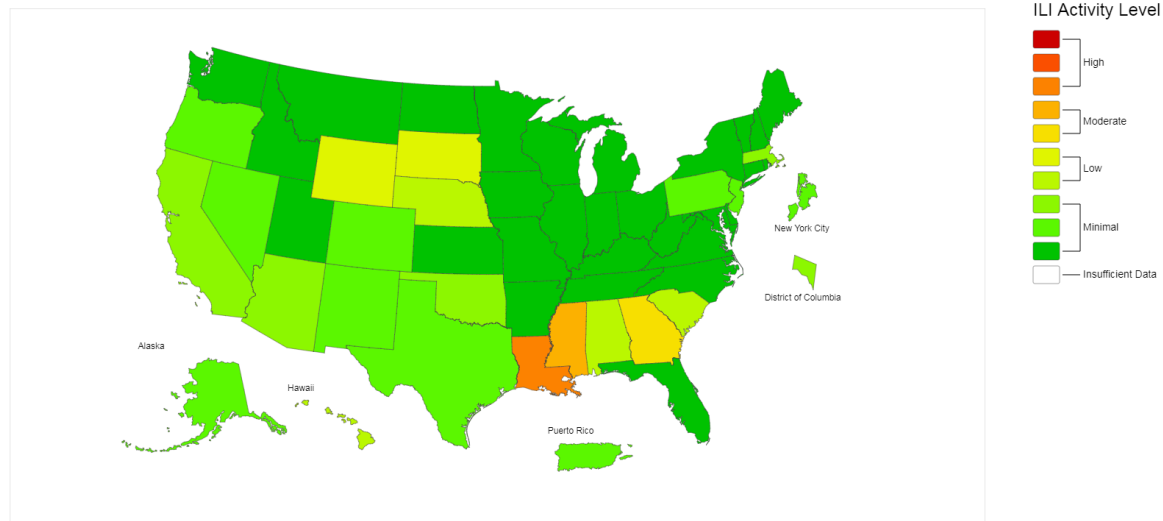 ILI Activity Level
High
Moderate
Low
Minimal
Insufficient Data
New York City
District of Columbia
Alaska
Hawaii
Puerto Rico